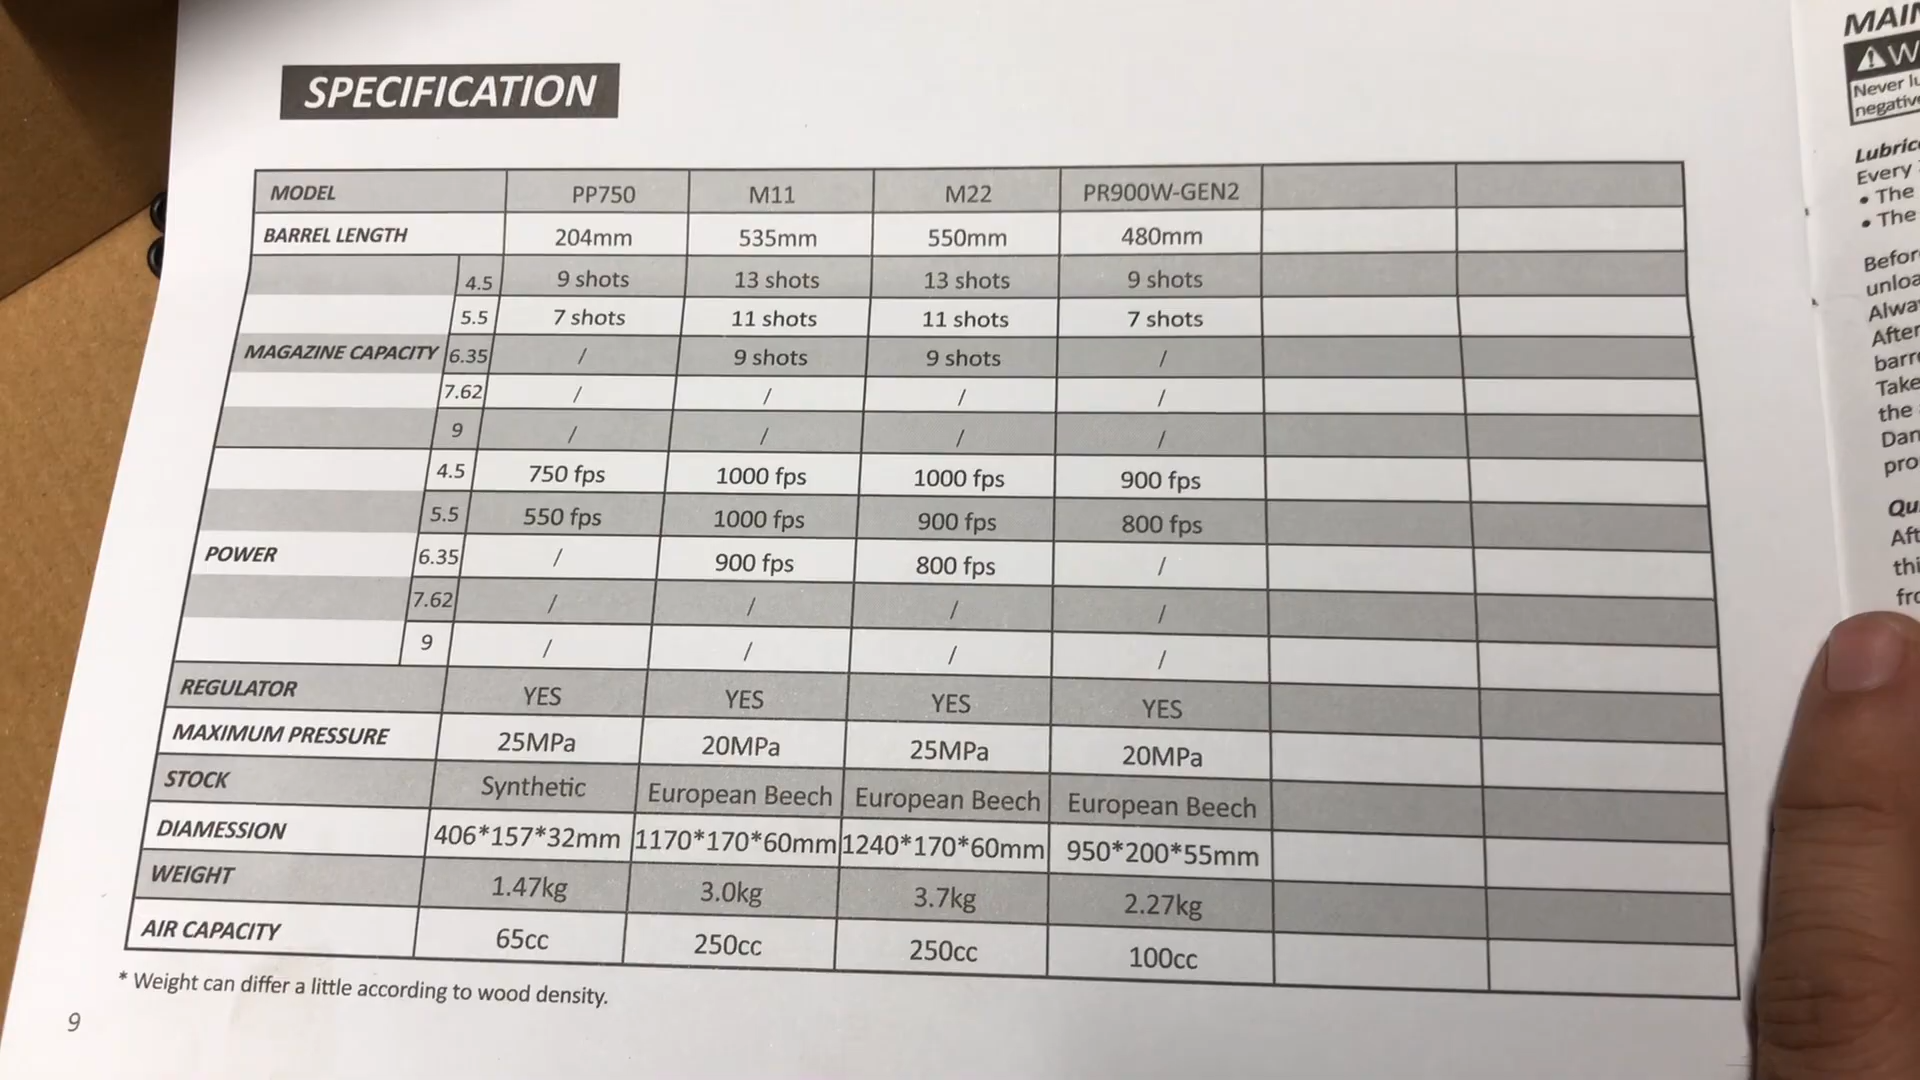 SPECIFICATION
MODEL PP750 M11 M22 PR900W-GEN2
BARREL LENGTH 204mm 535mm 550mm 480mm
4.5 9 shots 13 shots 13 shots 9 shots
5.5 7 shots 11 shots 11 shots 7 shots
MAGAZINE CAPACITY 6.35 / 9 shots 9 shots /
7.62 / / / /
9 / / / /
4.5 750 fps 1000 fps 1000 fps 900 fps
5.5 550 fps 1000 fps 900 fps 800 fps
POWER 6.35 / 900 fps 800 fps /
7.62 / / / /
9 / / / /
REGULATOR YES YES YES YES
MAXIMUM PRESSURE 25MPa 20MPa 25MPa 20MPa
STOCK Synthetic European Beech European Beech European Beech
DIAMESSION 406*157*32mm 1170*170*60mm 1240*170*60mm 950*200*55mm
WEIGHT 1.47kg 3.0kg 3.7kg 2.27kg
AIR CAPACITY 65cc 250cc 250cc 100cc
* Weight can differ a little according to wood density.
9
Never
Every
• The
• The
Take
the